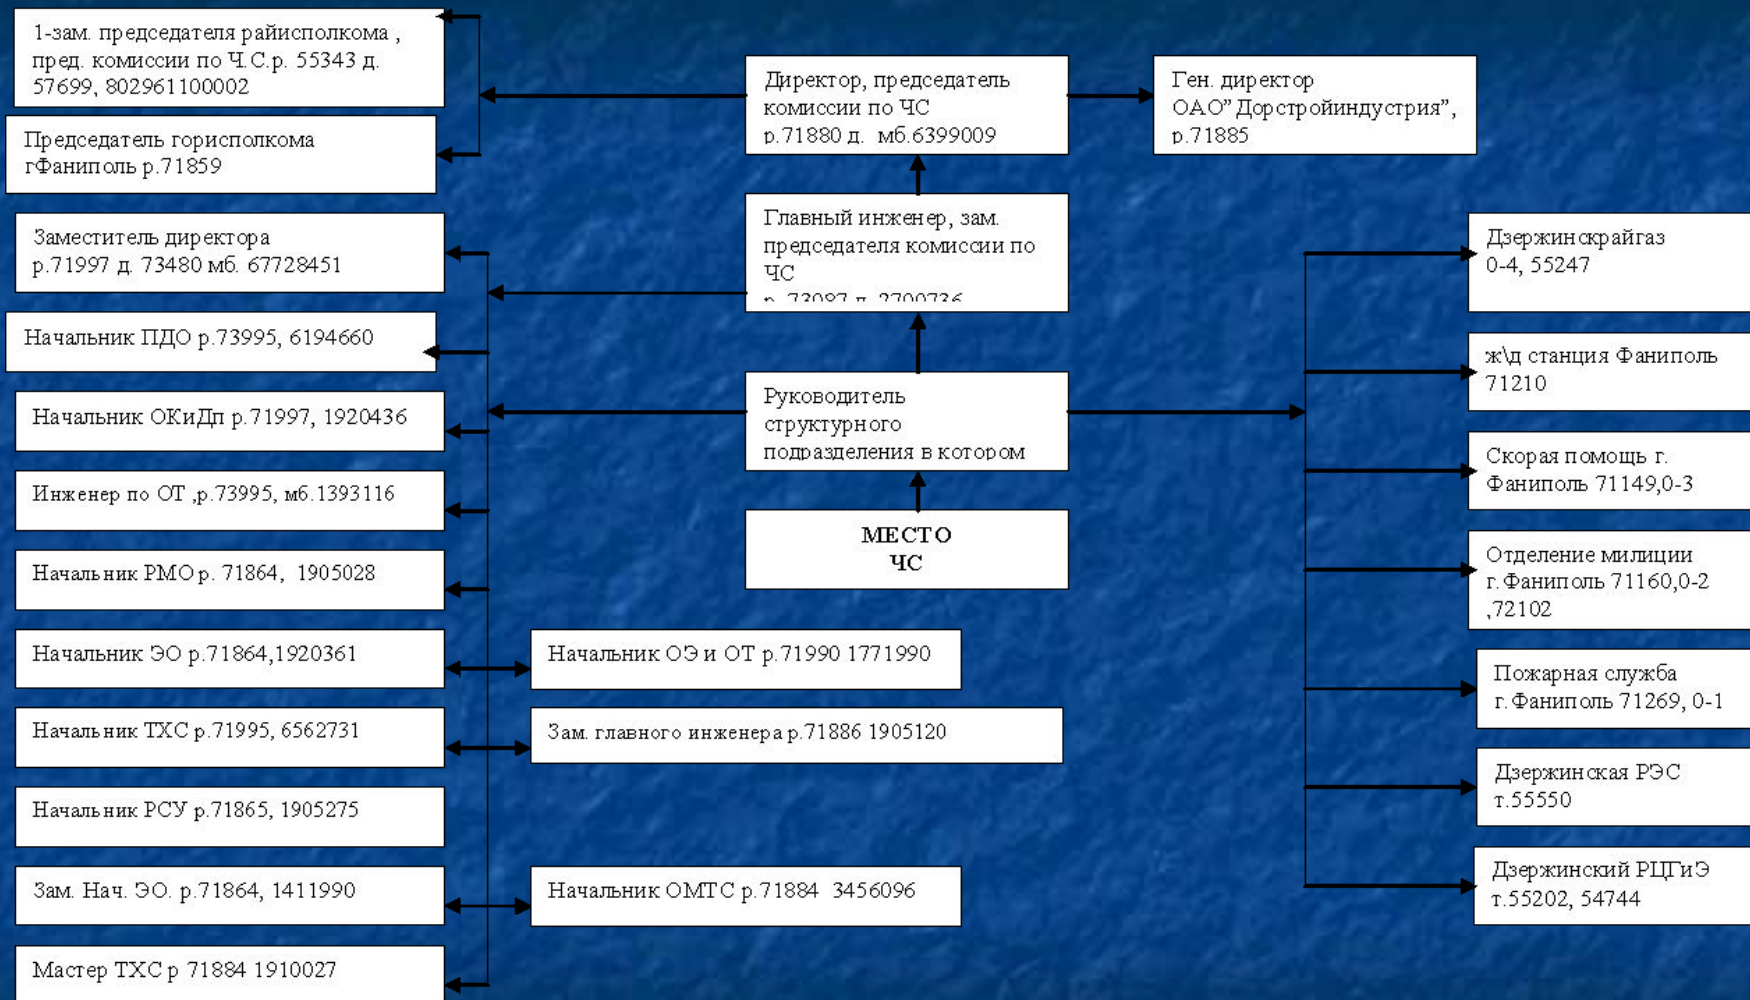 1-зам. председателя райисполкома ,
пред. комиссии по Ч.С.р. 55343 д.
57699, 802961100002
Председатель горисполкома
гФаниполь р.71859
Заместитель директора
р.71997 д. 73480 мб. 67728451
Начальник ПДО р.73995, 6194660
Начальник ОКиДп р.71997, 1920436
Инженер по ОТ ,р.73995, мб.1393116
Начальник РМО р. 71864, 1905028
Начальник ЭО р.71864,1920361
Начальник ТХС р.71995, 6562731
Начальник РСУ р.71865, 1905275
Зам. Нач. ЭО. р.71864, 1411990
Мастер ТХС р 71884 1910027
Директор, председатель
комиссии по ЧС
р.71880 д. мб.6399009
Главный инженер, зам.
председателя комиссии по
ЧС
р. 73087 д. 2700736
Руководитель
структурного
подразделения в котором
МЕСТО
ЧС
Начальник ОЭ и ОТ р.71990 1771990
Зам. главного инженера р.71886 1905120
Начальник ОМТС р.71884 3456096
Ген. директор
ОАО”Дорстройиндустрия”,
р.71885
Дзержинскрайгаз
0-4, 55247
ж\д станция Фаниполь
71210
Скорая помощь г.
Фаниполь 71149,0-3
Отделение милиции
г. Фаниполь 71160,0-2
,72102
Пожарная служба
г. Фаниполь 71269, 0-1
Дзержинская РЭС
т.55550
Дзержинский РЦГиЭ
т.55202, 54744